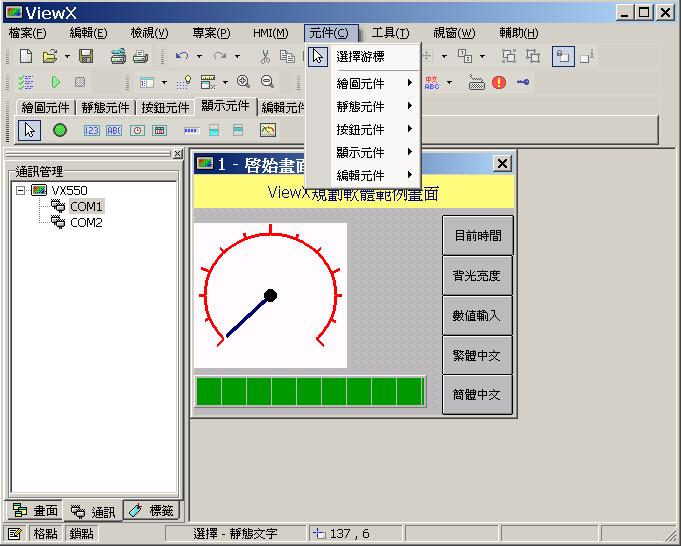 ViewX
檔案(F) 編輯(E) 檢視(V) 專案(P) HMI(M) 元件(C) 工具(T) 視窗(W) 輔助(H)
選擇游標
繪圖元件
靜態元件
按鈕元件
顯示元件
編輯元件
中文
ABC
繪圖元件 靜態元件 按鈕元件 顯示元件 編輯元件
123 ABC
通訊管理
VX550
COM1
COM2
1 - 啓始畫面
ViewX規劃軟體範例畫面
目前時間
背光亮度
數值輸入
繁體中文
簡體中文
畫面 通訊 標籤
格點 鎖點 選擇 - 靜態文字 137 , 6